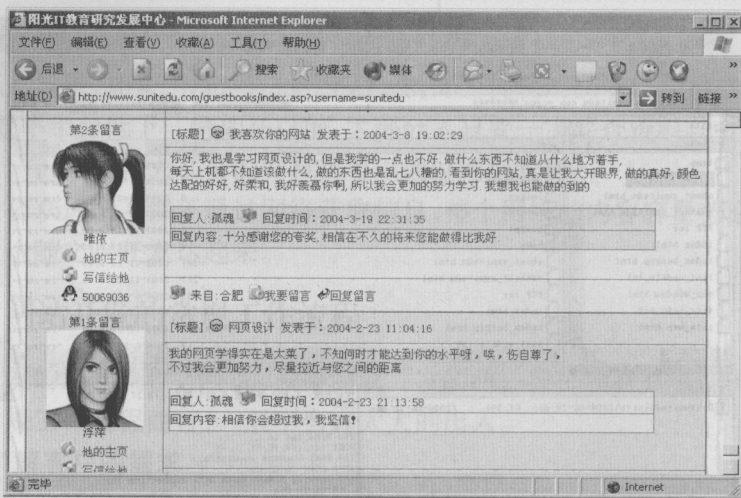 阳光IT教育研究发展中心 - Microsoft Internet Explorer
文件(F) 编辑(E) 查看(V) 收藏(A) 工具(T) 帮助(H)
后退 搜索 收藏夹 媒体
地址(D) http://www.sunitedu.com/guestbooks/index.asp?username=sunitedu 转到 链接 »
第2条留言
[标题] 我喜欢你的网站 发表于：2004-3-8 19:02:29
你好, 我也是学习网页设计的, 但是我学的一点也不好. 做什么东西不知道从什么地方着手,
每天上机都不知道该做什么, 做的东西也是乱七八糟的, 看到你的网站, 真是让我大开眼界, 做的真好, 颜色
达配的好好, 好柔和, 我好羡慕你啊, 所以我会更加的努力学习. 我想我也能做的到的
回复人:孤魂 回复时间：2004-3-19 22:31:35
回复内容:十分感谢您的夸奖, 相信在不久的将来您能做得比我好.
唯依
他的主页
写信给他
50069036
来自:合肥 我要留言 回复留言
第1条留言
[标题] 网页设计 发表于：2004-2-23 11:04:16
我的网页学得实在是太菜了，不知何时才能达到你的水平呀，唉，伤自尊了，
不过我会更加努力，尽量拉近与您之间的距离
回复人:孤魂 回复时间：2004-2-23 21:13:58
回复内容:相信你会超过我，我坚信!
浮萍
他的主页
写信给他
完毕 Internet